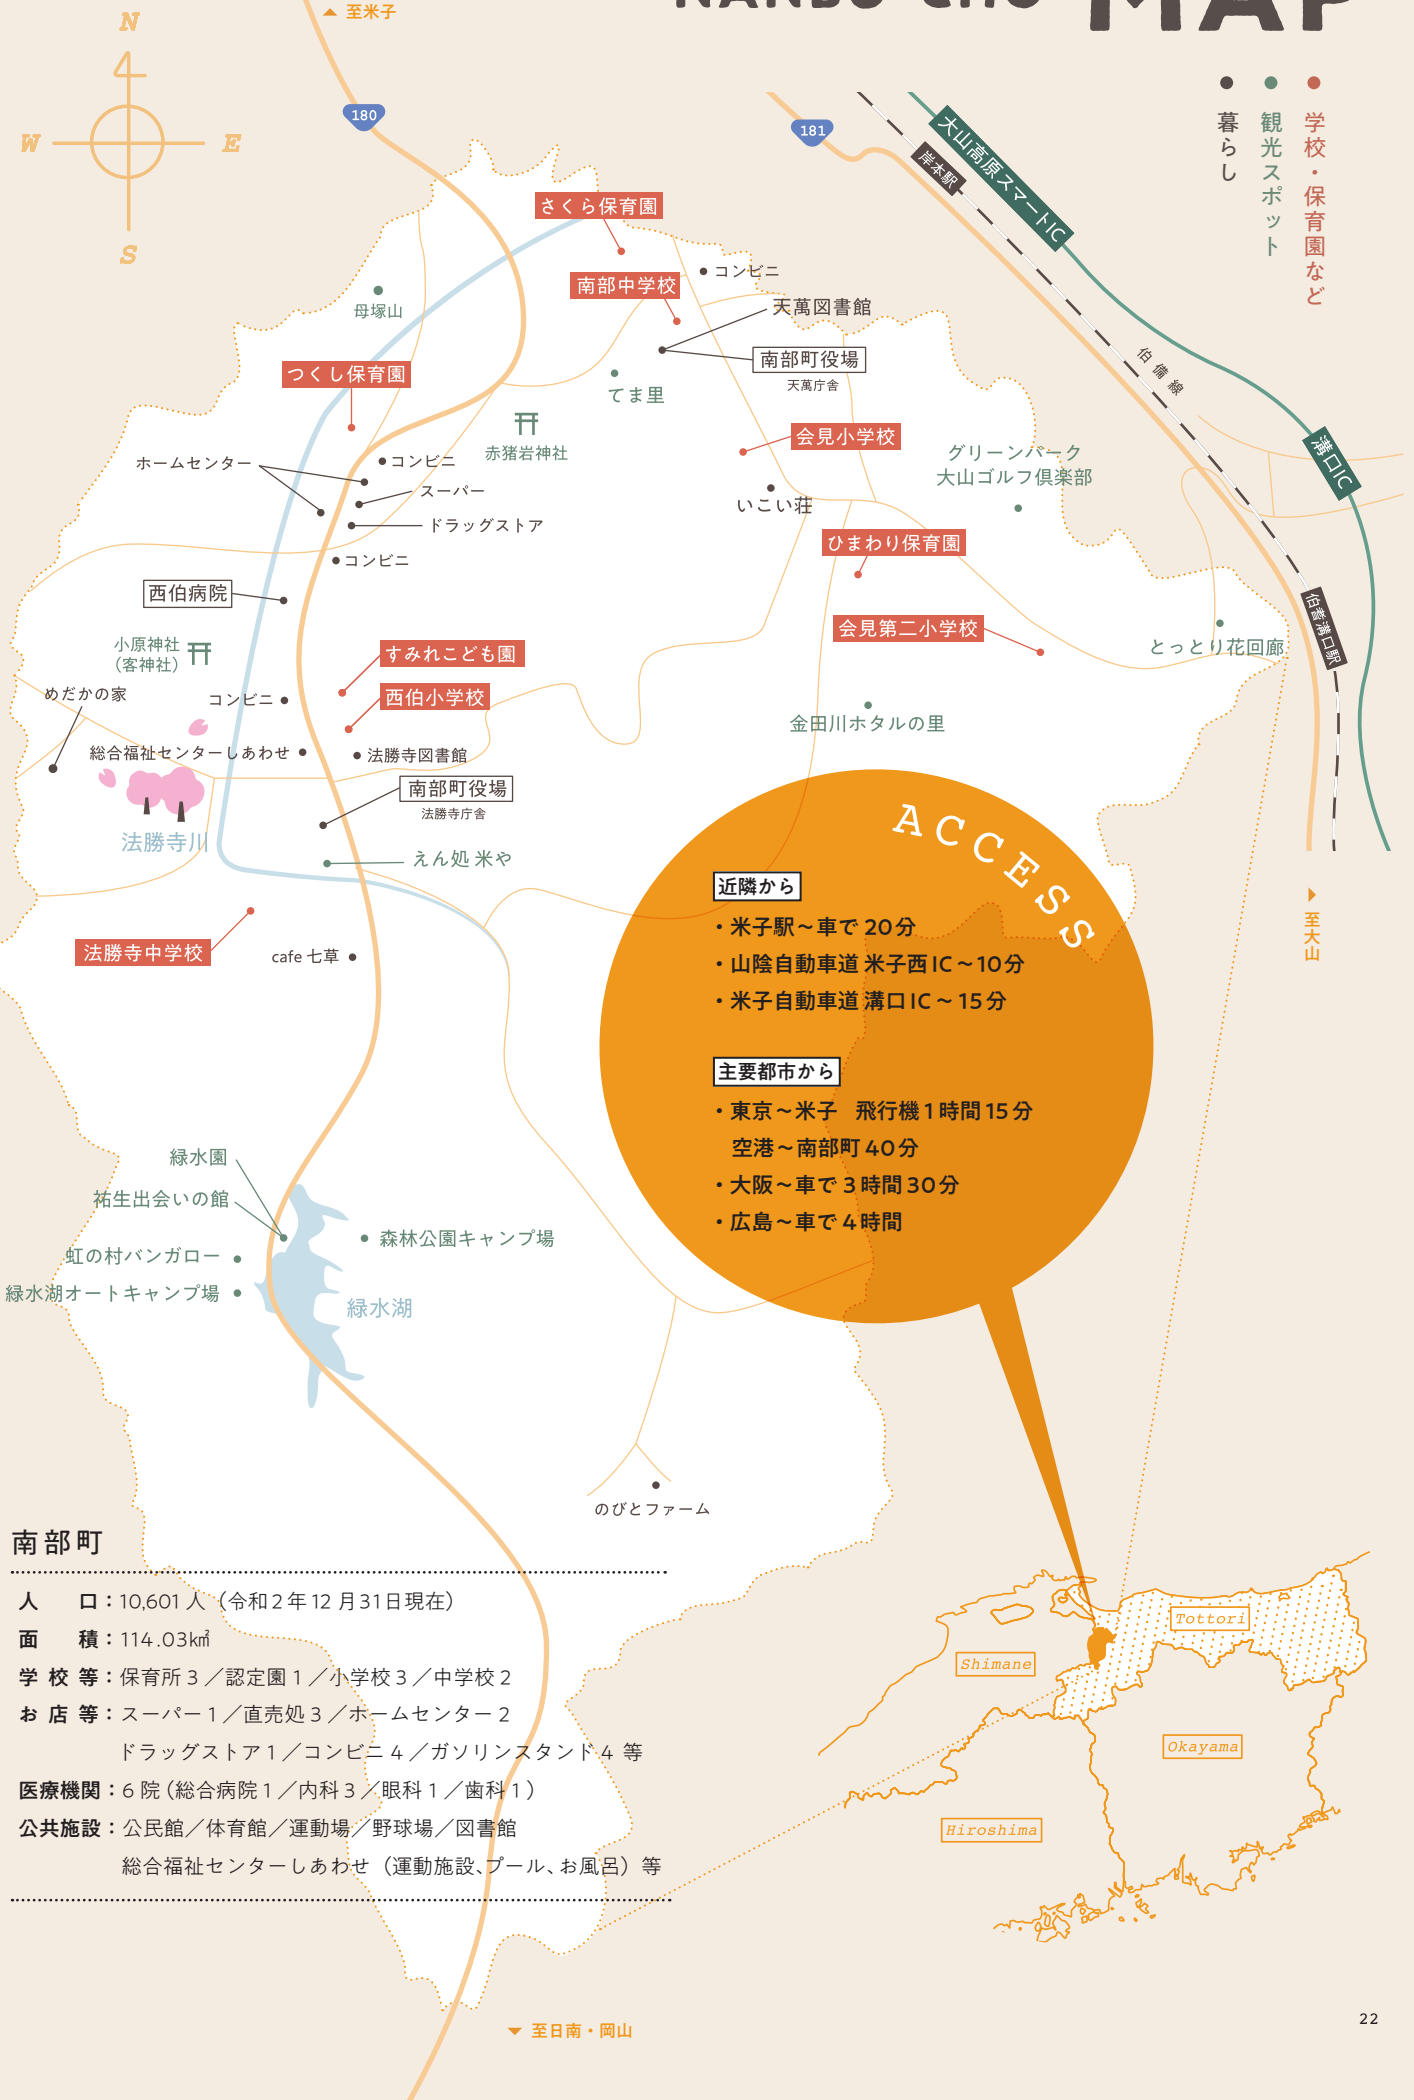 NANBU CHO MAP
N
W
E
S
至米子
180
181
学校・保育園など
観光スポット
暮らし
大山高原スマートIC
岸本駅
伯備線
溝口IC
伯耆溝口駅
至大山
さくら保育園
コンビニ
南部中学校
天萬図書館
母塚山
南部町役場
天萬庁舎
つくし保育園
てま里
赤猪岩神社
会見小学校
グリーンパーク
大山ゴルフ倶楽部
ホームセンター
コンビニ
スーパー
いこい荘
ドラッグストア
ひまわり保育園
コンビニ
西伯病院
会見第二小学校
小原神社
（客神社）
すみれこども園
とっとり花回廊
めだかの家
コンビニ
西伯小学校
金田川ホタルの里
総合福祉センターしあわせ
法勝寺図書館
南部町役場
法勝寺庁舎
法勝寺川
えん処 米や
法勝寺中学校
cafe 七草
ACCESS
近隣から
・米子駅～車で 20分
・山陰自動車道 米子西IC～10分
・米子自動車道 溝口IC～15分
主要都市から
・東京～米子 飛行機1時間15分
空港～南部町40分
・大阪～車で3時間30分
・広島～車で4時間
緑水園
祐生出会いの館
虹の村バンガロー
緑水湖オートキャンプ場
森林公園キャンプ場
緑水湖
のびとファーム
南部町
人口：10,601人（令和2年12月31日現在）
面積：114.03㎢
学校等：保育所3／認定園1／小学校3／中学校2
お店等：スーパー1／直売処3／ホームセンター2
ドラッグストア1／コンビニ4／ガソリンスタンド4 等
医療機関：6院（総合病院1／内科3／眼科1／歯科1）
公共施設：公民館／体育館／運動場／野球場／図書館
総合福祉センターしあわせ（運動施設、プール、お風呂）等
Tottori
Shimane
Okayama
Hiroshima
至日南・岡山
22